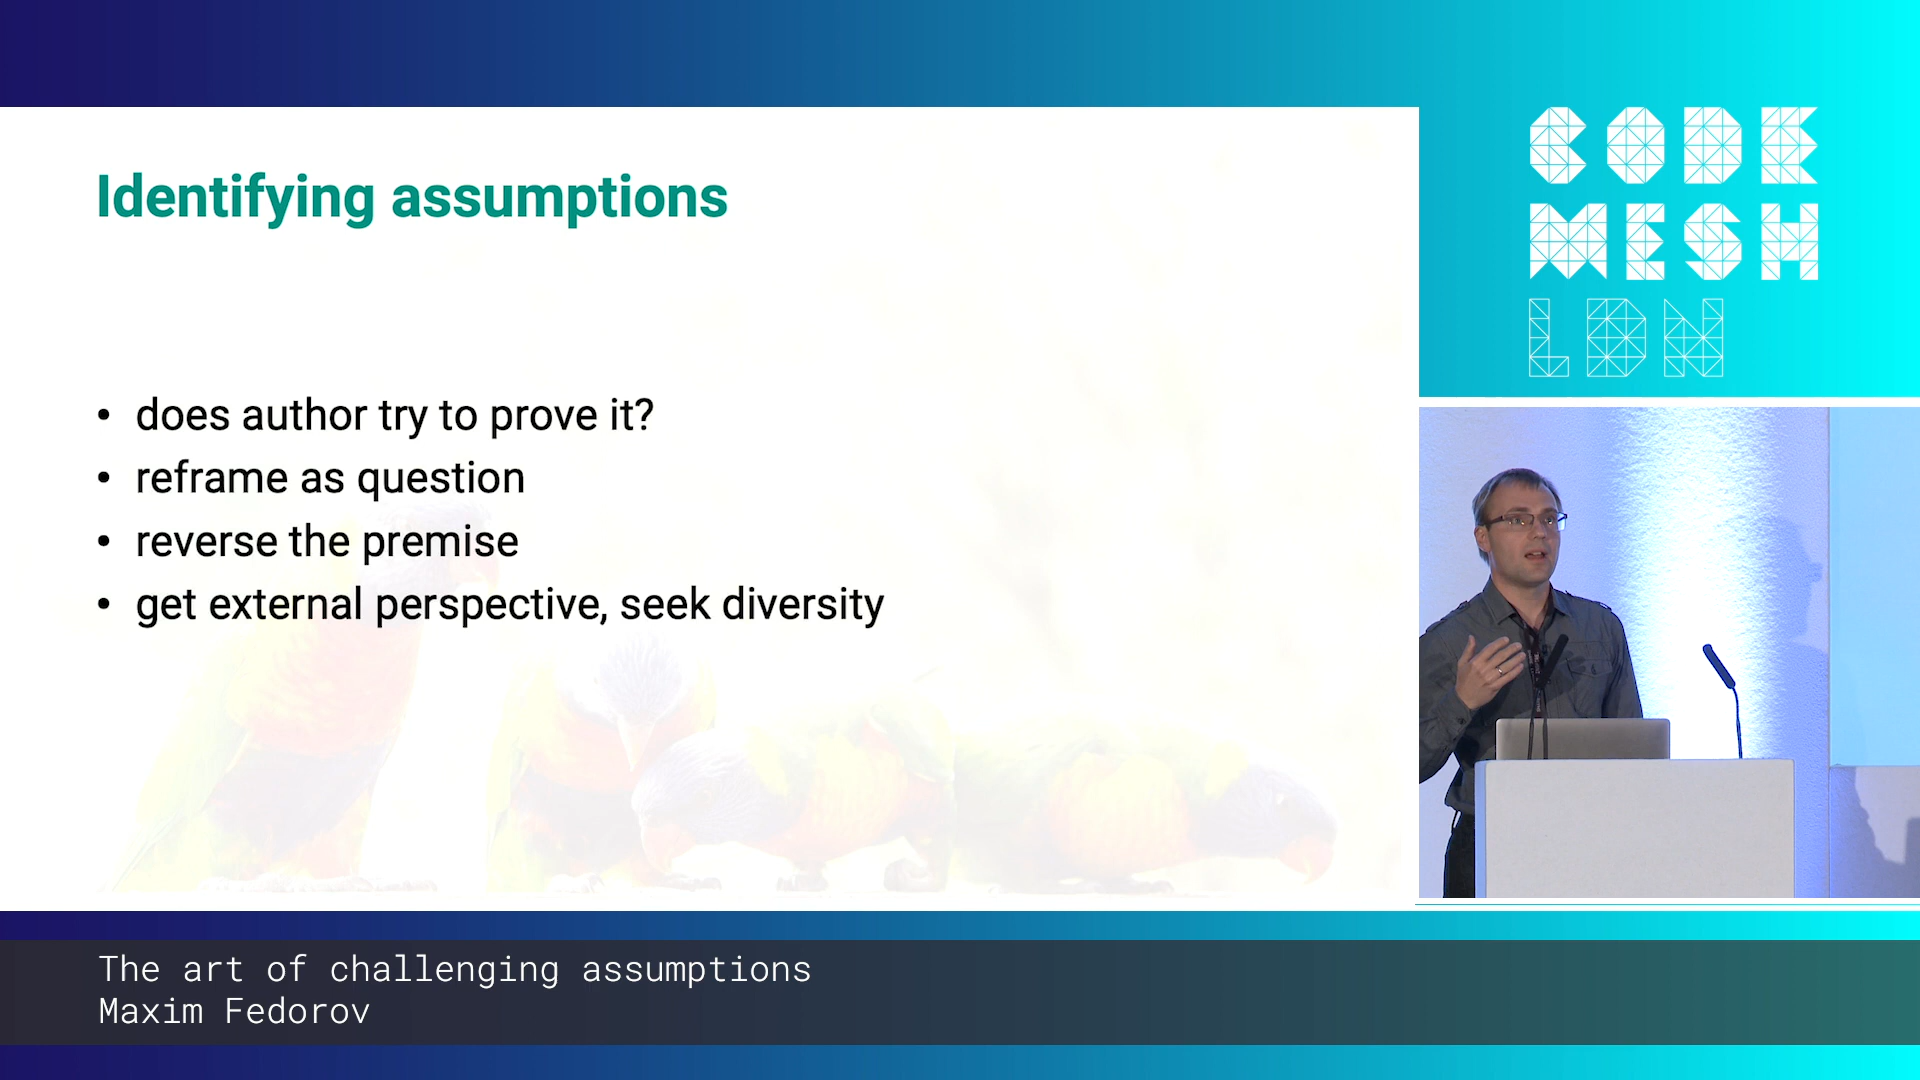 Identifying assumptions
• does author try to prove it?
• reframe as question
• reverse the premise
• get external perspective, seek diversity
CODE
MESH
LDN
The art of challenging assumptions
Maxim Fedorov